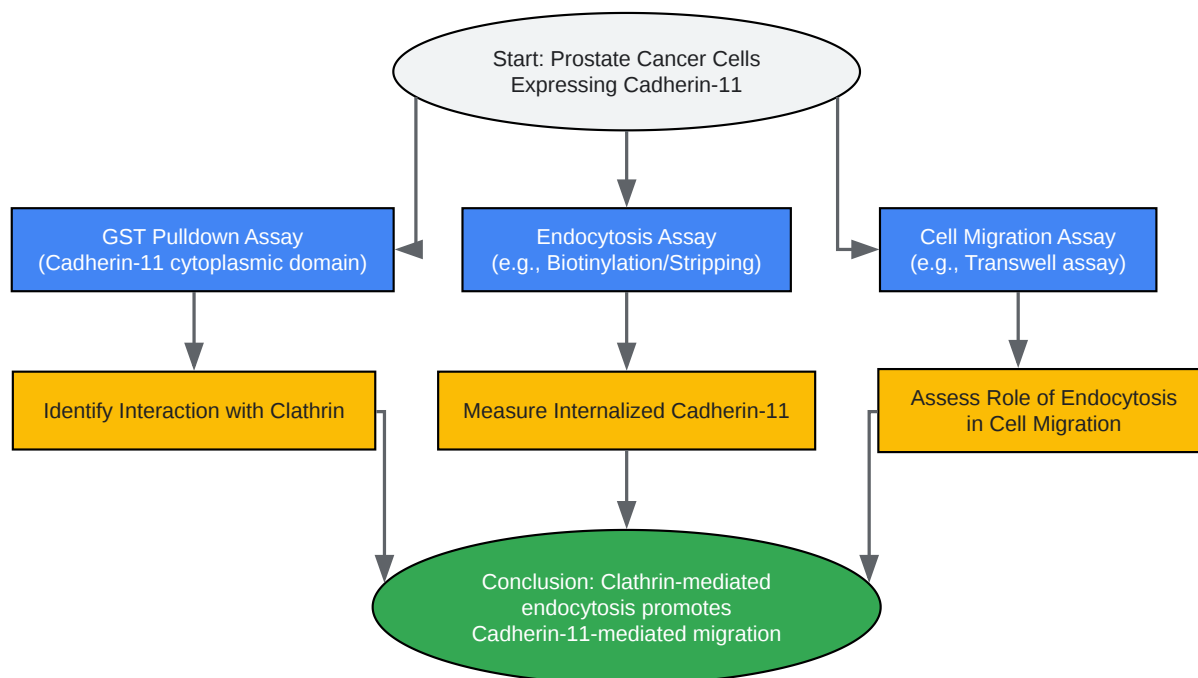 Start: Prostate Cancer Cells
Expressing Cadherin-11
GST Pulldown Assay
(Cadherin-11 cytoplasmic domain)
Endocytosis Assay
(e.g., Biotinylation/Stripping)
Cell Migration Assay
(e.g., Transwell assay)
Identify Interaction with Clathrin
Measure Internalized Cadherin-11
Assess Role of Endocytosis
in Cell Migration
Conclusion: Clathrin-mediated
endocytosis promotes
Cadherin-11-mediated migration